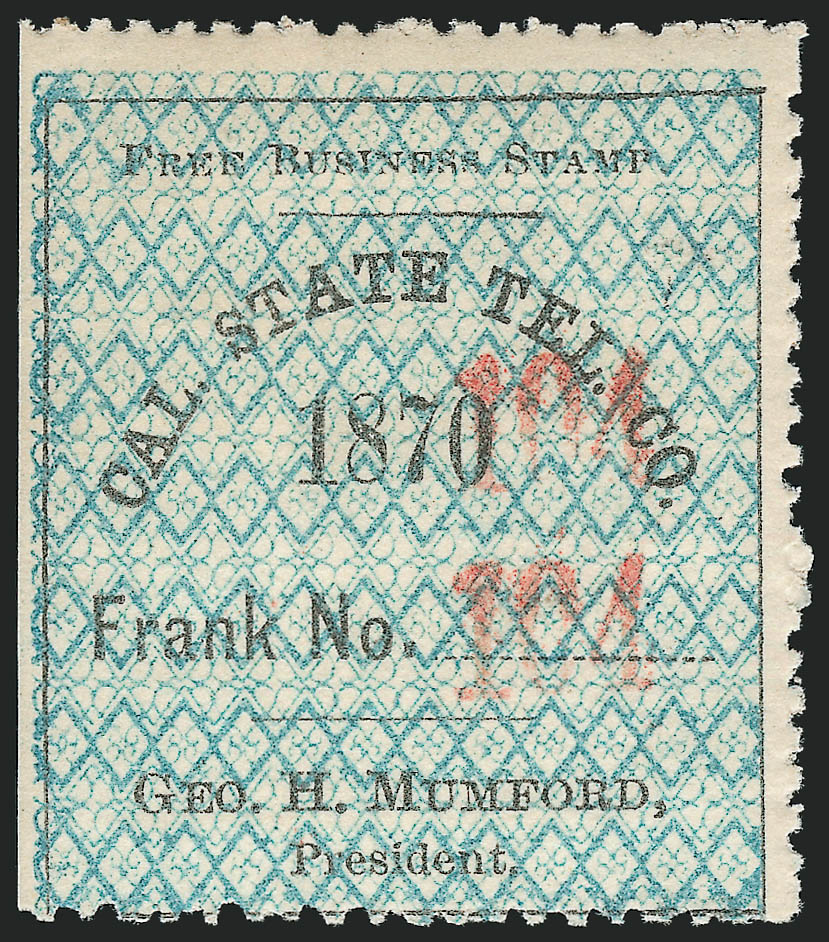 FREE BUSINESS STAMP
CAL. STATE TEL. CO.
1870
Frank No.
GEO. H. MUMFORD,
President.